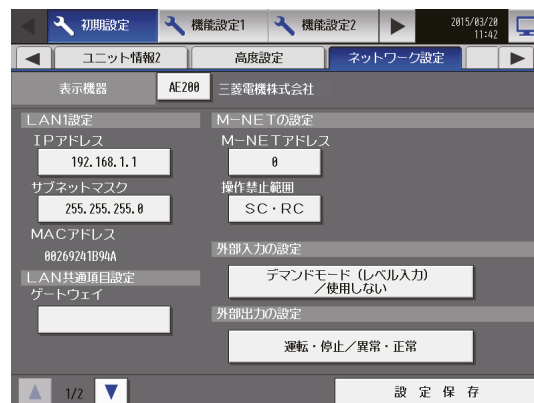 初期設定 機能設定1 機能設定2 2015/03/20
11:42
ユニット情報2 高度設定 ネットワーク設定
表示機器 AE200 三菱電機株式会社
LAN1設定 M-NETの設定
IPアドレス M-NETアドレス
192.168.1.1 0
サブネットマスク 操作禁止範囲
255.255.255.0 SC・RC
MACアドレス
00269241B94A 外部入力の設定
LAN共通項目設定 デマンドモード (レベル入力)
ゲートウェイ /使用しない
外部出力の設定
運転・停止/異常・正常
1/2 設定保存